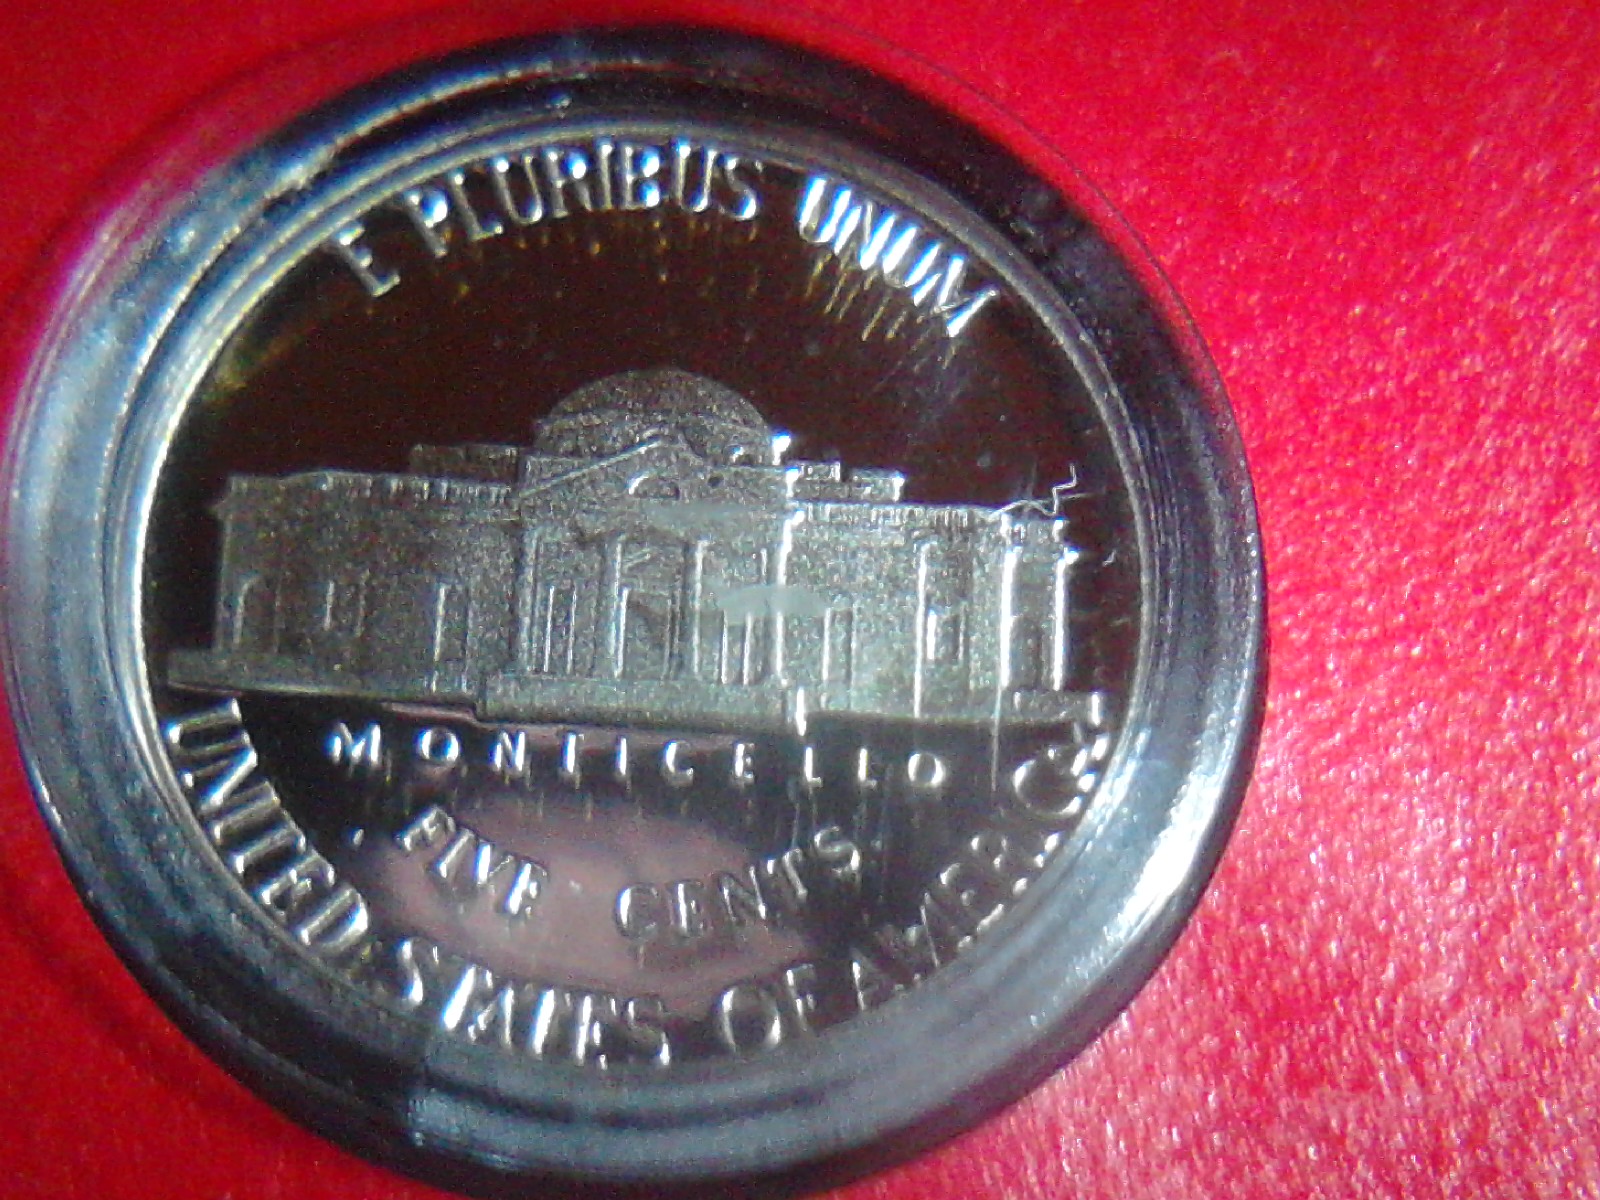 E PLURIBUS UNUM
MONTICELLO
FIVE CENTS
UNITED STATES OF AMERICA